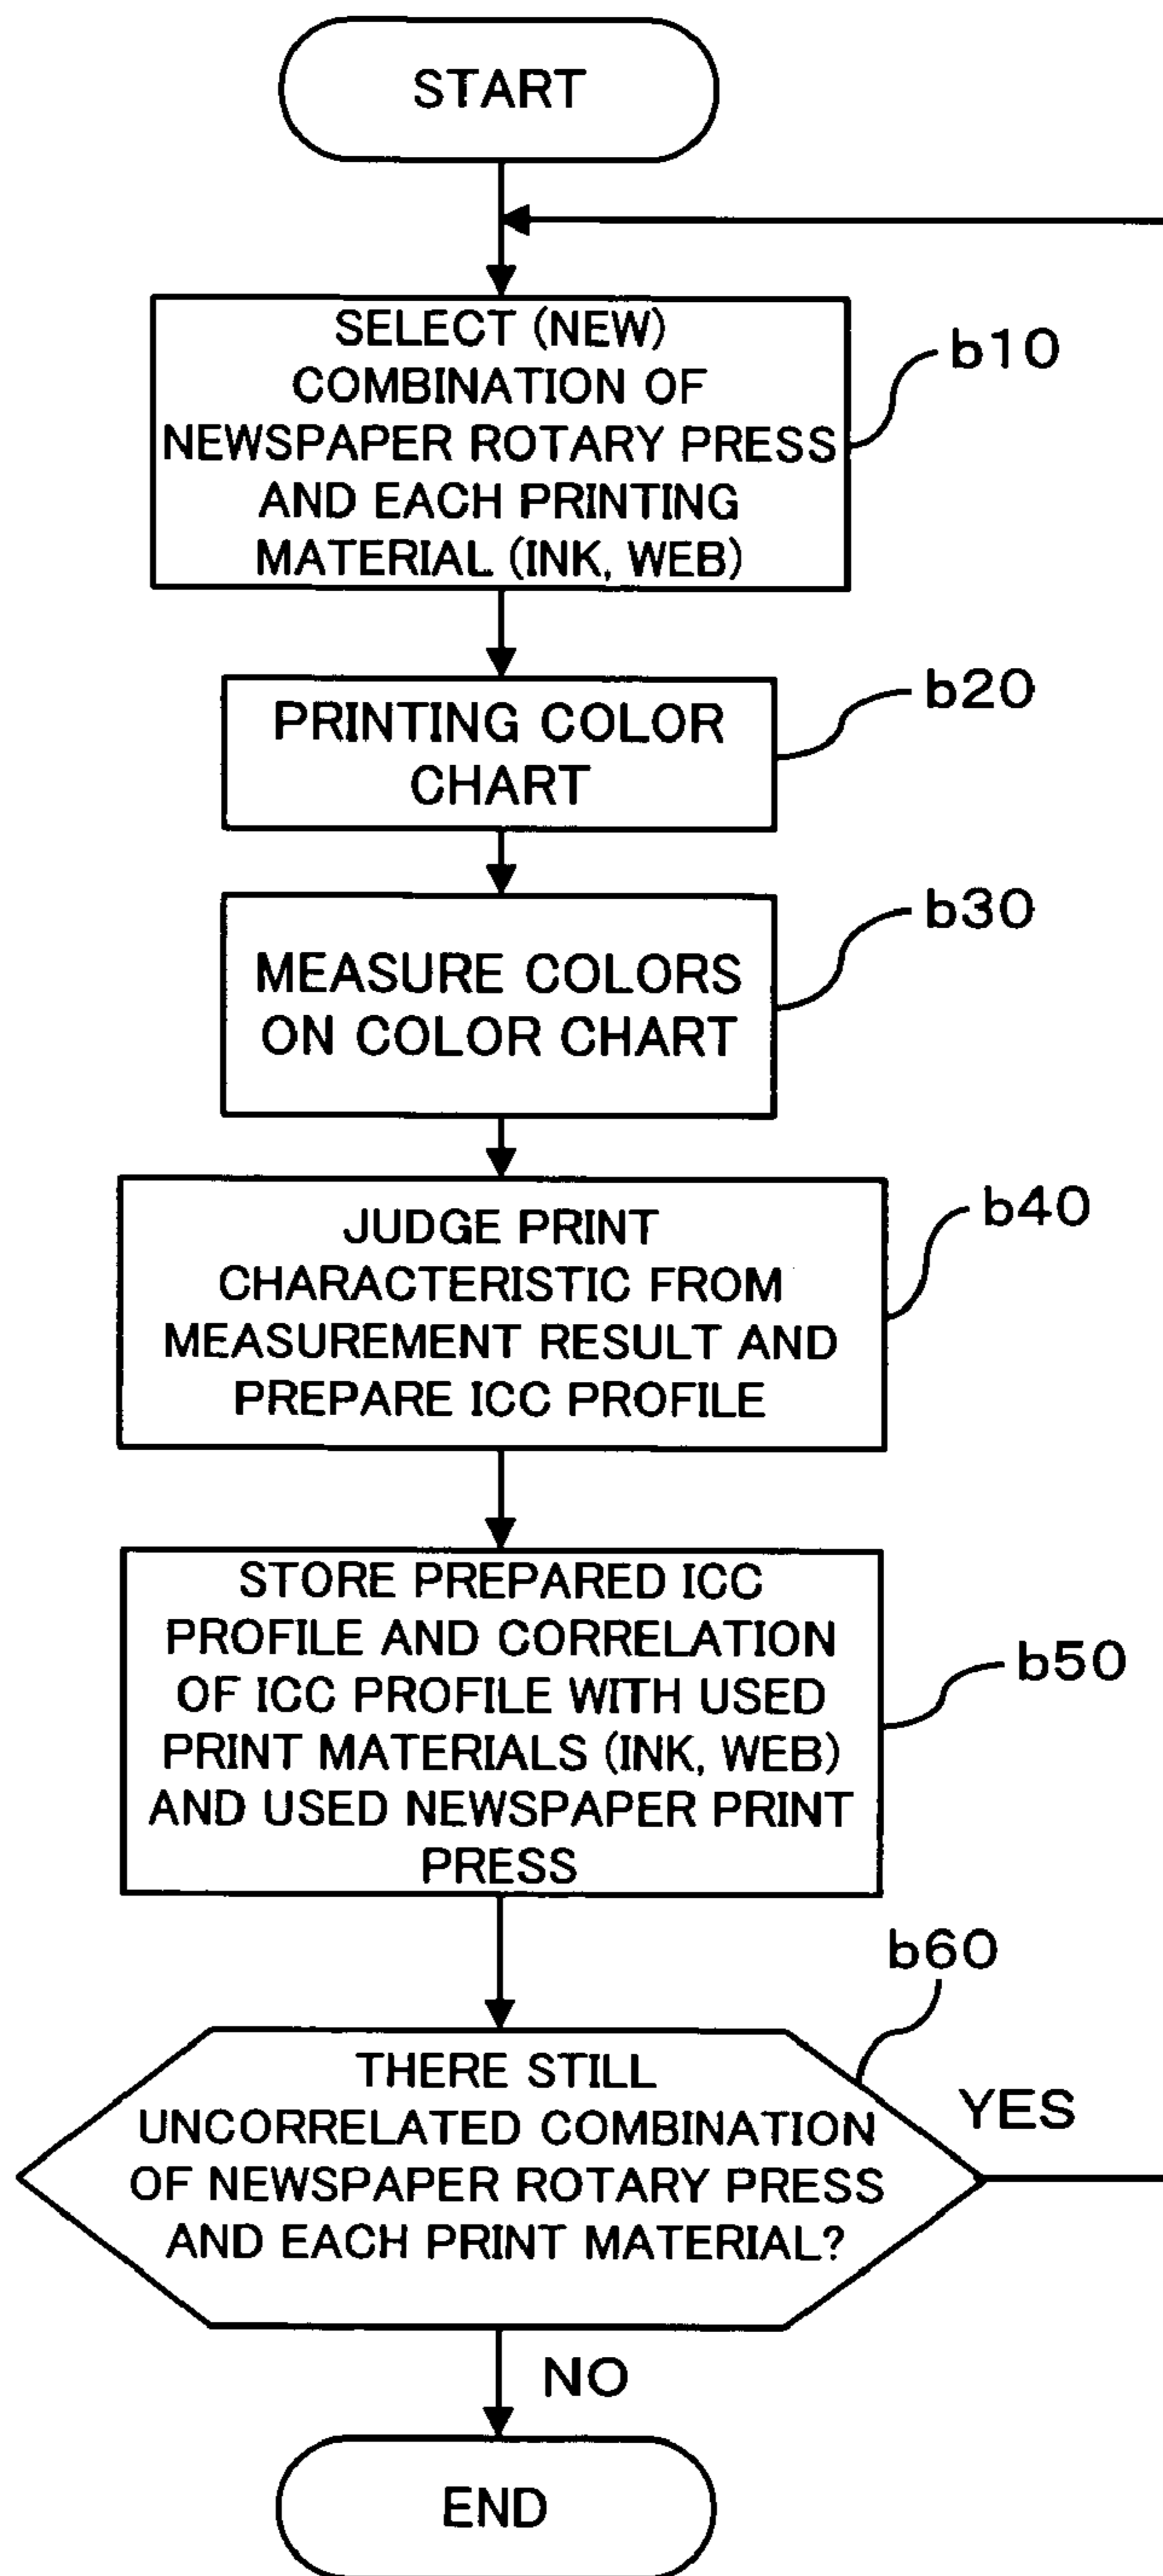 START
SELECT (NEW)
COMBINATION OF
NEWSPAPER ROTARY PRESS
AND EACH PRINTING
MATERIAL (INK, WEB)
b10
PRINTING COLOR
CHART
b20
MEASURE COLORS
ON COLOR CHART
b30
JUDGE PRINT
CHARACTERISTIC FROM
MEASUREMENT RESULT AND
PREPARE ICC PROFILE
b40
STORE PREPARED ICC
PROFILE AND CORRELATION
OF ICC PROFILE WITH USED
PRINT MATERIALS (INK, WEB)
AND USED NEWSPAPER PRINT
PRESS
b50
b60
THERE STILL
UNCORRELATED COMBINATION
OF NEWSPAPER ROTARY PRESS
AND EACH PRINT MATERIAL?
YES
NO
END